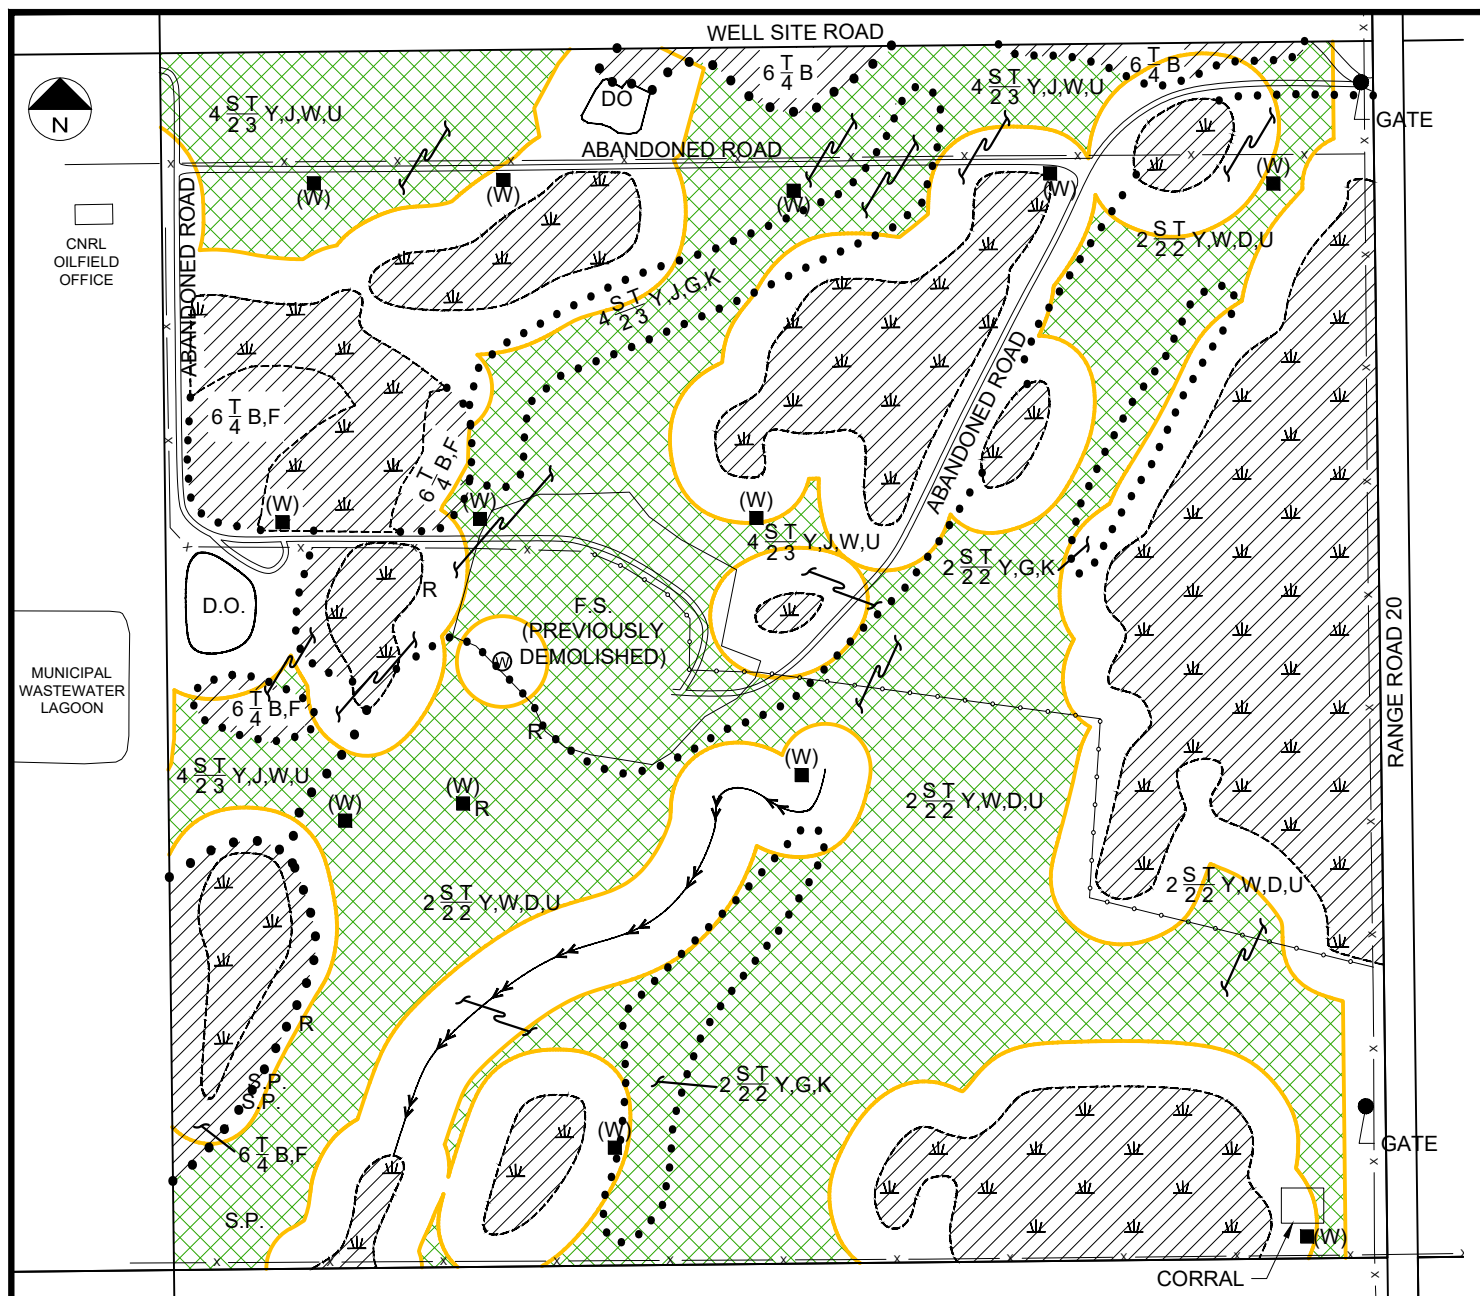 WELL SITE ROAD
6 T/4 B
6 T/4 B
DO
4 S/2 T/3 Y,J,W,U
4 S/2 T/3 Y,J,W,U
GATE
N
ABANDONED ROAD
(W)
(W)
(W)
(W)
(W)
ABANDONED ROAD
CNRL
OILFIELD
OFFICE
2 S/2 T/2 Y,W,D,U
4 S/2 T/3 Y,J,G,K
ABANDONED ROAD
6 T/4 B,F
6 T/4 B,F
(W)
(W)
(W)
4 S/2 T/3 Y,J,W,U
2 S/2 T/2 Y,G,K
R
D.O.
F.S.
(PREVIOUSLY
DEMOLISHED)
W
MUNICIPAL
WASTEWATER
LAGOON
RANGE ROAD 20
6 T/4 B,F
R
4 S/2 T/3 Y,J,W,U
(W)
(W)
R
(W)
2 S/2 T/2 Y,W,D,U
2 S/2 T/2 Y,W,D,U
2 S/2 T/2 Y,W,D,U
R
S.P.
S.P.
2 S/2 T/2 Y,G,K
(W)
6 T/4 B,F
GATE
S.P.
(W)
CORRAL